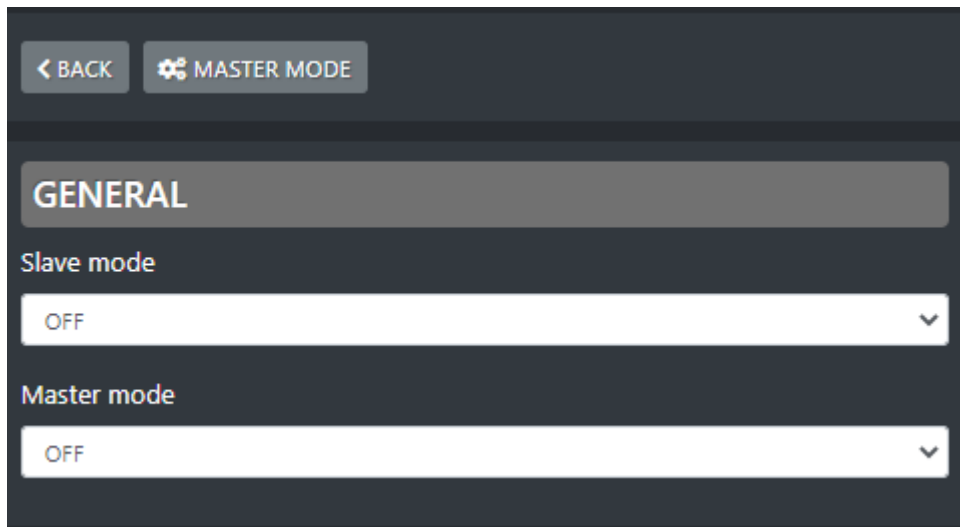 BACK MASTER MODE
GENERAL
Slave mode
OFF
Master mode
OFF